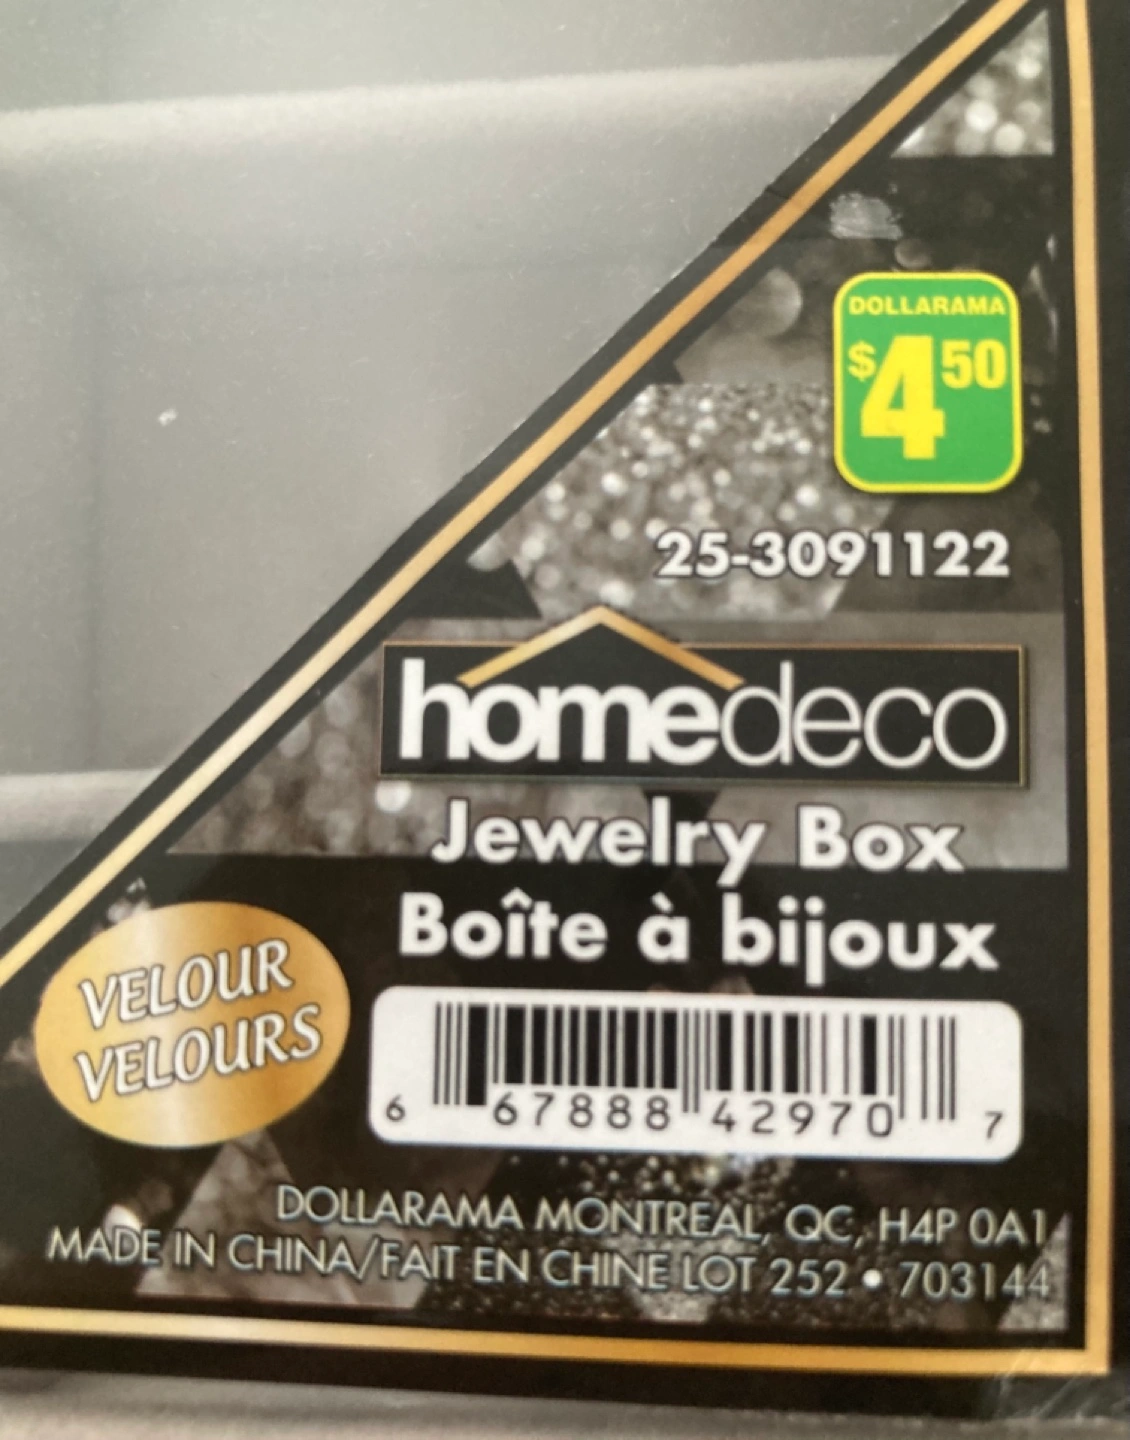 DOLLARAMA
$4 50
25-3091122
homedeco
Jewelry Box
Boîte à bijoux
VELOUR
VELOURS
6 67888 42970 7
DOLLARAMA MONTREAL, QC, H4P 0A1
MADE IN CHINA/FAIT EN CHINE LOT 252 • 703144